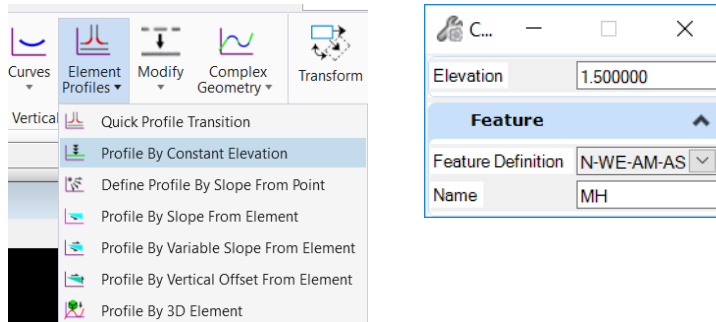 Curves
Element Profiles
Modify
Complex Geometry
Transform
Vertical
Quick Profile Transition
Profile By Constant Elevation
Define Profile By Slope From Point
Profile By Slope From Element
Profile By Variable Slope From Element
Profile By Vertical Offset From Element
Profile By 3D Element
C...
Elevation 1.500000
Feature
Feature Definition N-WE-AM-AS
Name MH